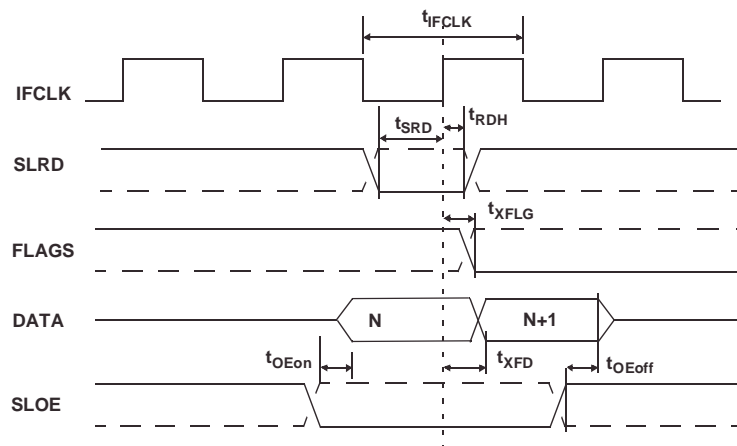 tIFCLK
IFCLK
tSRD
tRDH
SLRD
tXFLG
FLAGS
DATA
N
N+1
tOEon
tXFD
tOEoff
SLOE